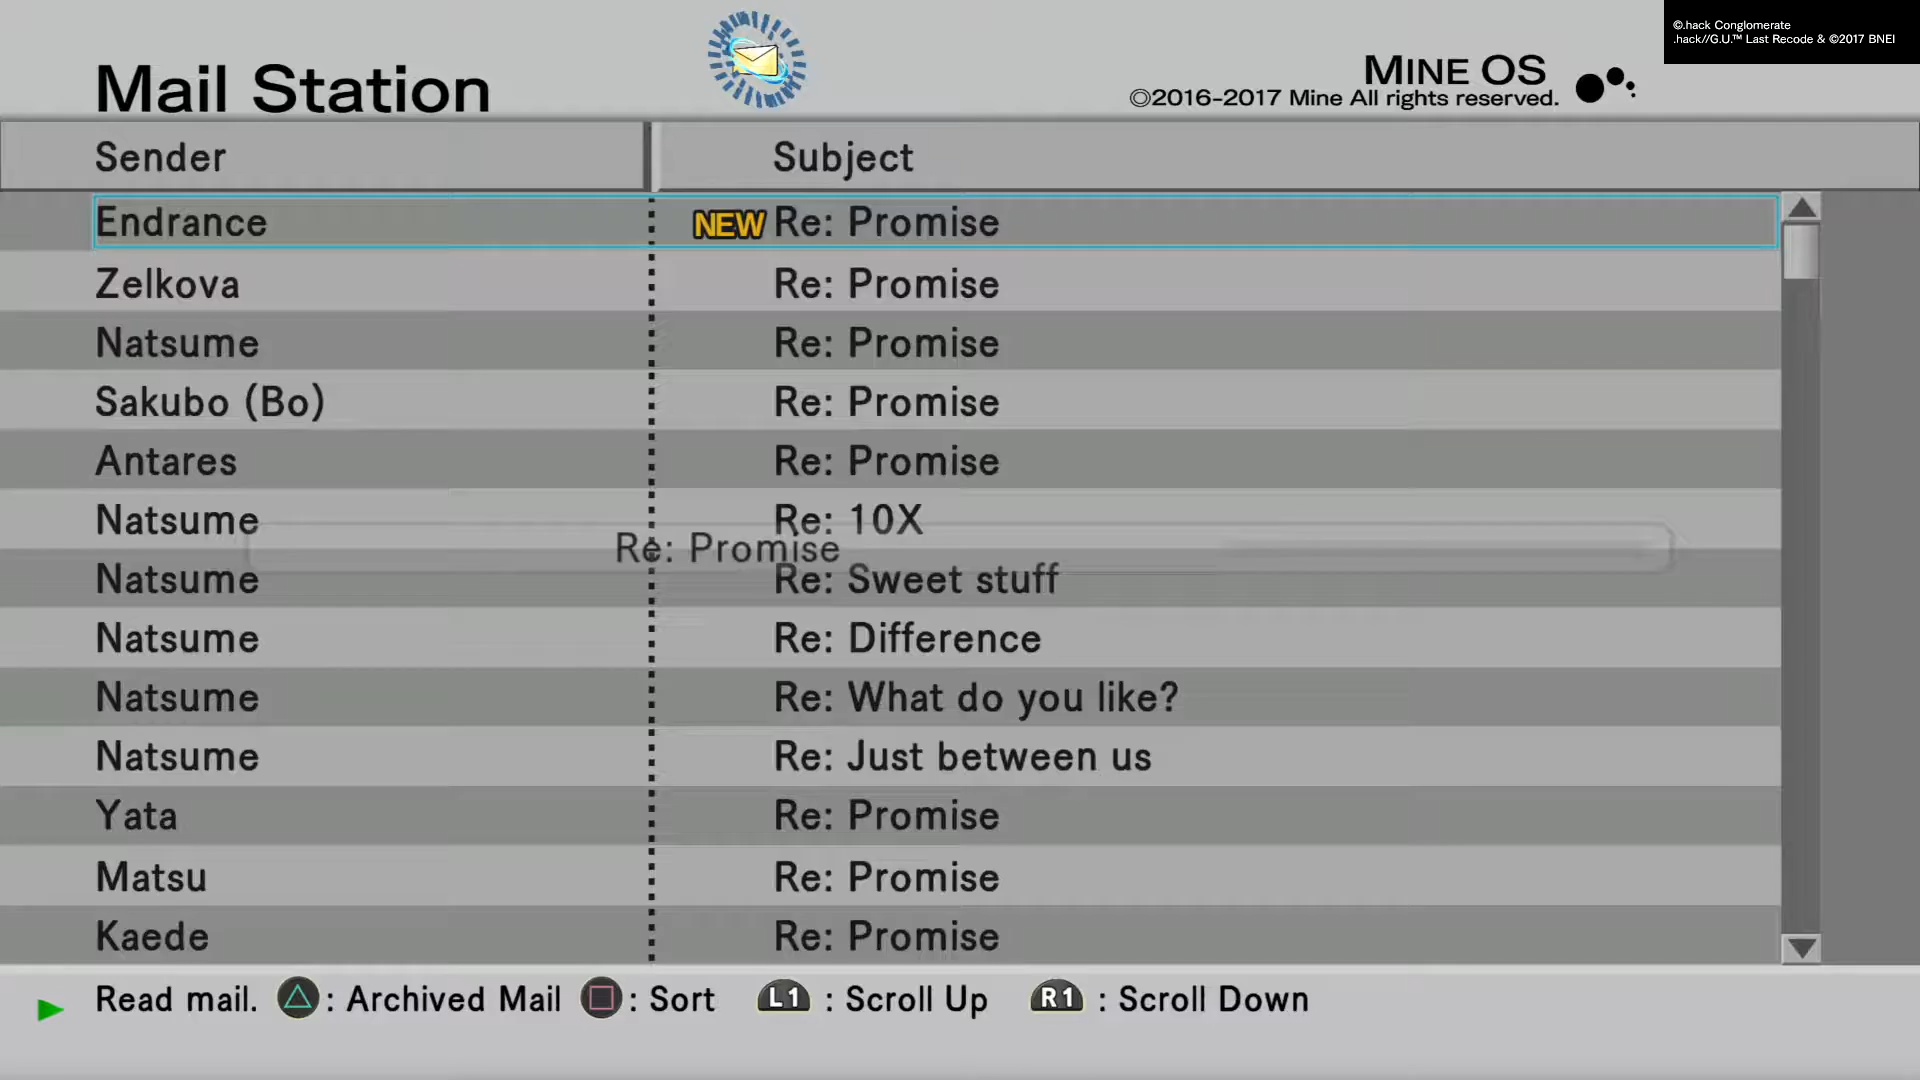 ©.hack Conglomerate
.hack//G.U.™ Last Recode & ©2017 BNEI
Mail Station
MINE OS
©2016-2017 Mine All rights reserved.
Sender Subject
Endrance NEW Re: Promise
Zelkova Re: Promise
Natsume Re: Promise
Sakubo (Bo) Re: Promise
Antares Re: Promise
Natsume Re: 10X
Re: Promise
Natsume Re: Sweet stuff
Natsume Re: Difference
Natsume Re: What do you like?
Natsume Re: Just between us
Yata Re: Promise
Matsu Re: Promise
Kaede Re: Promise
Read mail. : Archived Mail : Sort L1 : Scroll Up R1 : Scroll Down